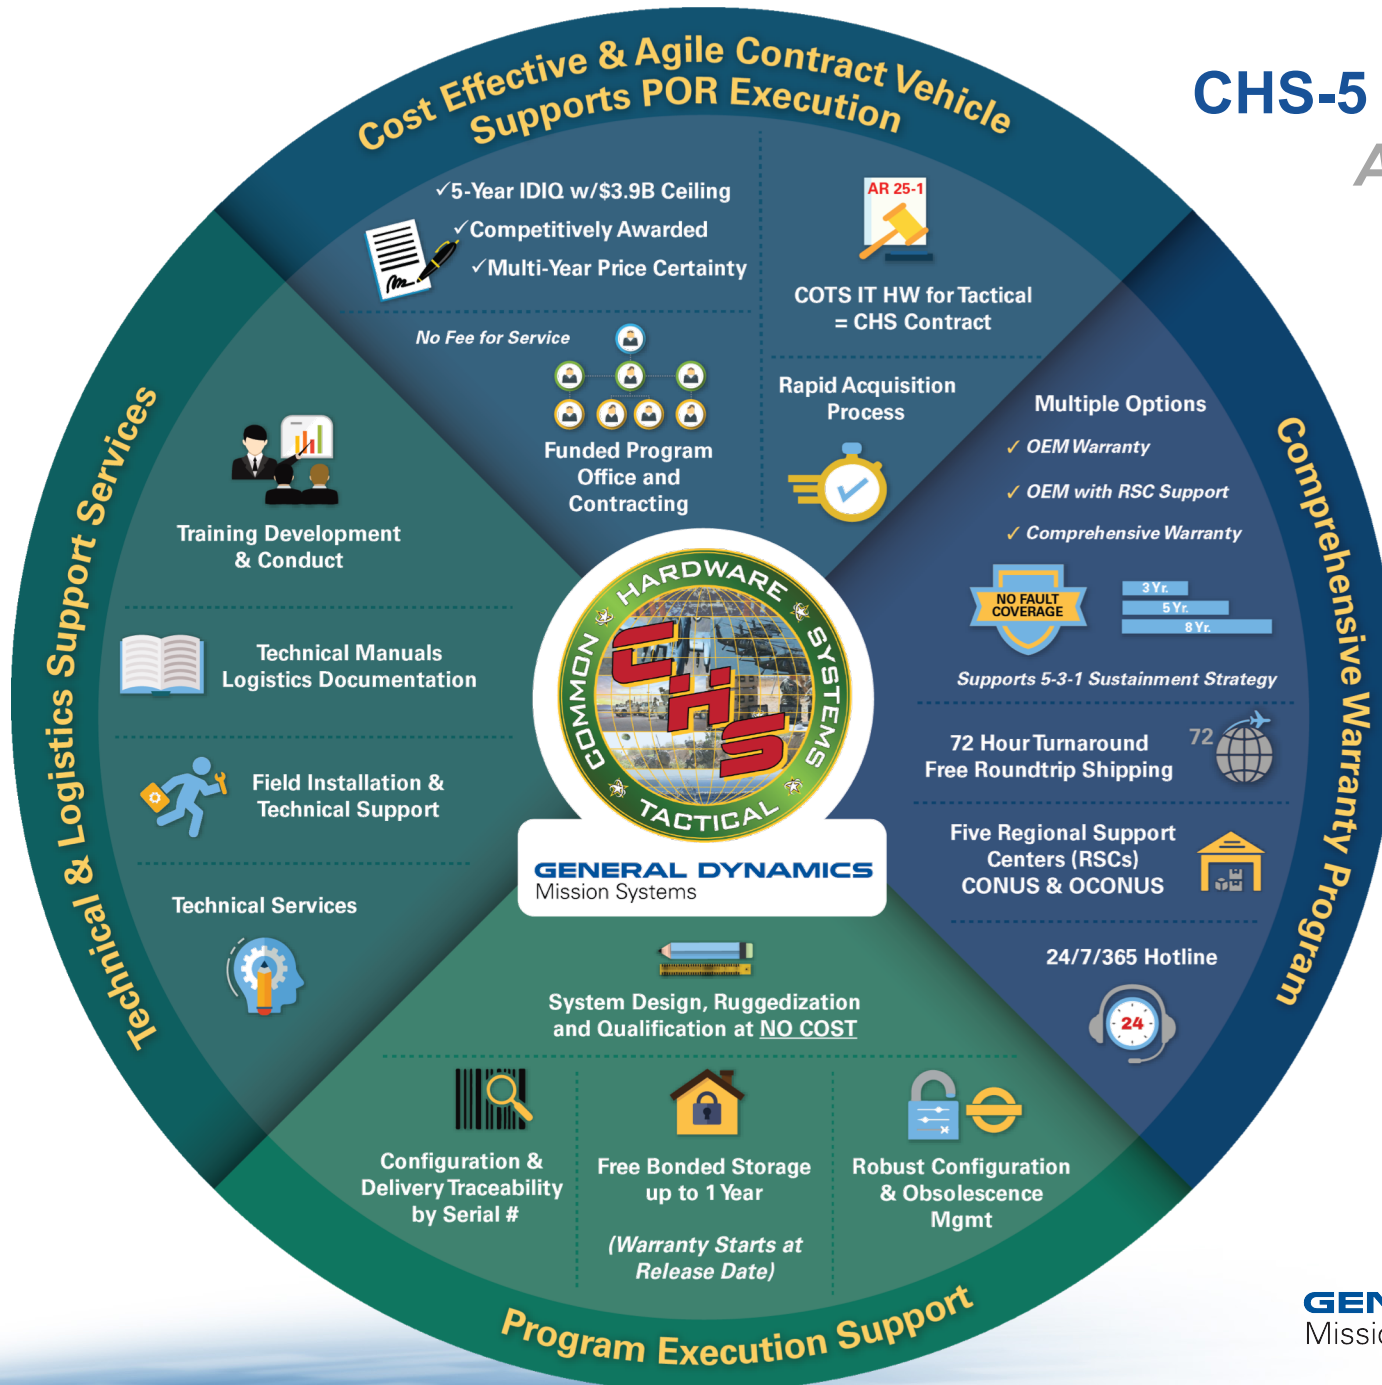 CHS-5
A
Cost Effective & Agile Contract Vehicle
Supports POR Execution
✓5-Year IDIQ w/$3.9B Ceiling
✓Competitively Awarded
✓Multi-Year Price Certainty
AR 25-1
COTS IT HW for Tactical
= CHS Contract
No Fee for Service
Funded Program
Office and
Contracting
Rapid Acquisition
Process
Comprehensive Warranty Program
Multiple Options
✓ OEM Warranty
✓ OEM with RSC Support
✓ Comprehensive Warranty
NO FAULT
COVERAGE
3 Yr.
5 Yr.
8 Yr.
Supports 5-3-1 Sustainment Strategy
72 Hour Turnaround
Free Roundtrip Shipping
72
Five Regional Support
Centers (RSCs)
CONUS & OCONUS
24/7/365 Hotline
24
Technical & Logistics Support Services
Training Development
& Conduct
Technical Manuals
Logistics Documentation
Field Installation &
Technical Support
Technical Services
COMMON HARDWARE SYSTEMS
TACTICAL
CHS
GENERAL DYNAMICS
Mission Systems
System Design, Ruggedization
and Qualification at NO COST
Configuration &
Delivery Traceability
by Serial #
Free Bonded Storage
up to 1 Year
(Warranty Starts at
Release Date)
Robust Configuration
& Obsolescence
Mgmt
Program Execution Support
GEN
Missi